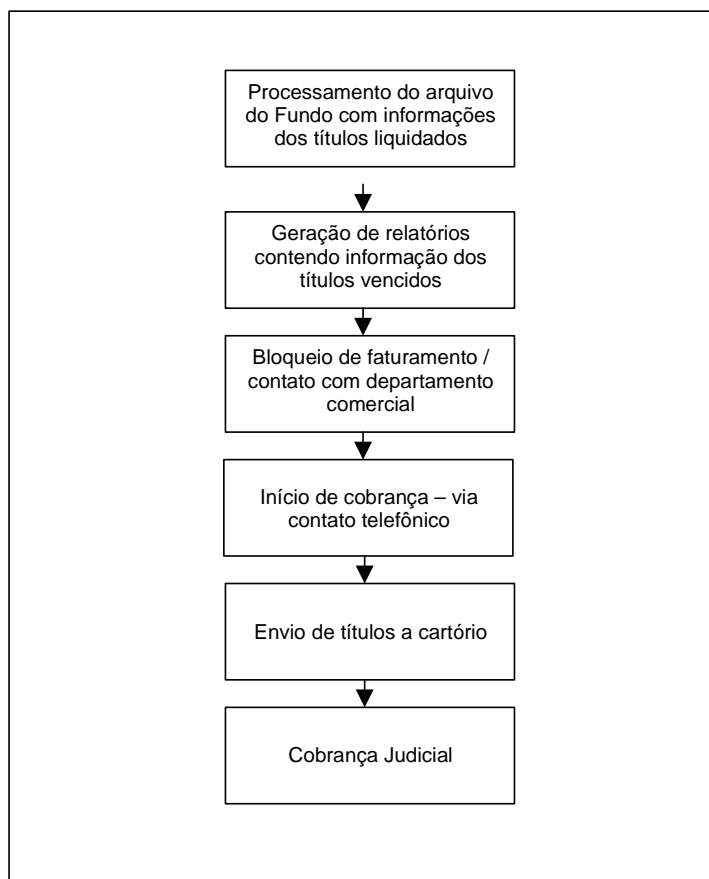 Processamento do arquivo
do Fundo com informações
dos títulos liquidados
Geração de relatórios
contendo informação dos
títulos vencidos
Bloqueio de faturamento /
contato com departamento
comercial
Início de cobrança – via
contato telefônico
Envio de títulos a cartório
Cobrança Judicial